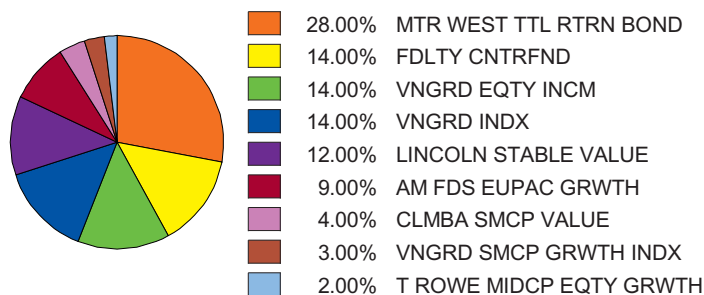 28.00% MTR WEST TTL RTRN BOND
14.00% FDLTY CNTRFND
14.00% VNGRD EQTY INCM
14.00% VNGRD INDX
12.00% LINCOLN STABLE VALUE
9.00% AM FDS EUPAC GRWTH
4.00% CLMBA SMCP VALUE
3.00% VNGRD SMCP GRWTH INDX
2.00% T ROWE MIDCP EQTY GRWTH